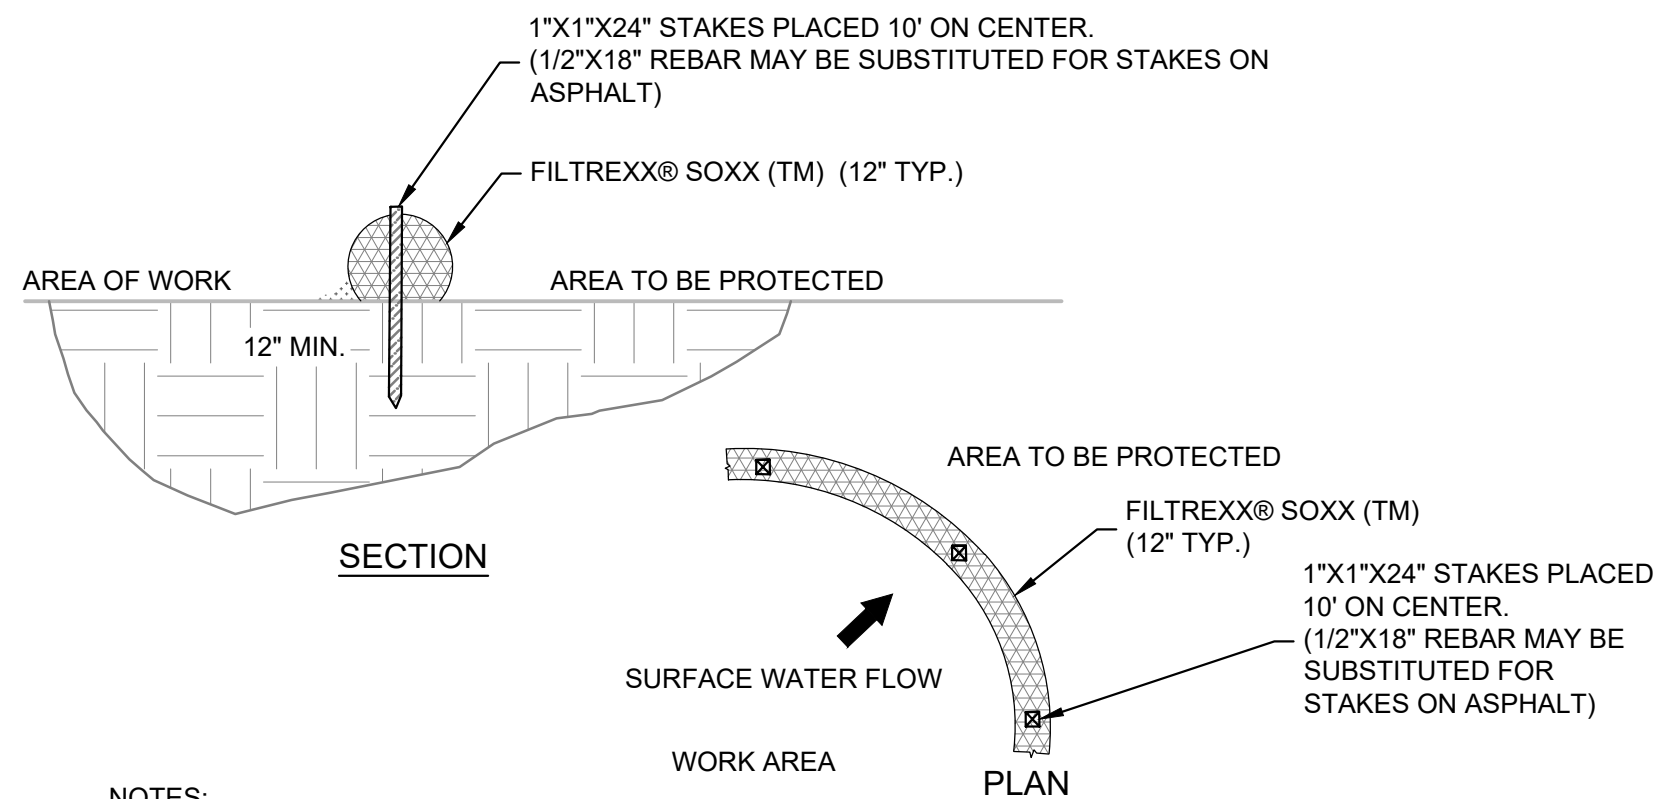 1"X1"X24" STAKES PLACED 10' ON CENTER.
(1/2"X18" REBAR MAY BE SUBSTITUTED FOR STAKES ON
ASPHALT)
FILTREXX® SOXX (TM) (12" TYP.)
AREA OF WORK
AREA TO BE PROTECTED
12" MIN.
SECTION
AREA TO BE PROTECTED
FILTREXX® SOXX (TM)
(12" TYP.)
1"X1"X24" STAKES PLACED
10' ON CENTER.
(1/2"X18" REBAR MAY BE
SUBSTITUTED FOR
STAKES ON ASPHALT)
SURFACE WATER FLOW
WORK AREA
PLAN
NOTES: